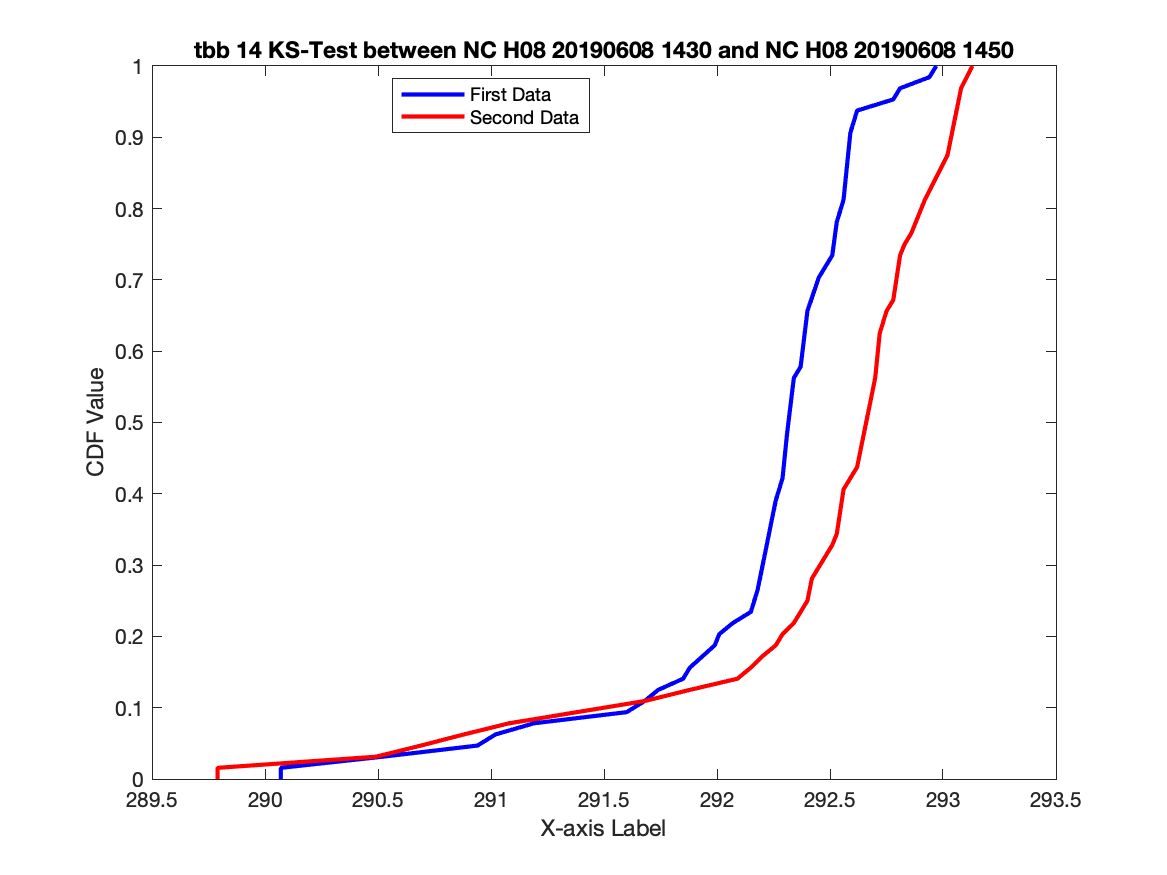 tbb 14 KS-Test between NC H08 20190608 1430 and NC H08 20190608 1450
First Data
Second Data
1
0.9
0.8
0.7
0.6
0.5
0.4
0.3
0.2
0.1
0
CDF Value
289.5 290 290.5 291 291.5 292 292.5 293 293.5
X-axis Label